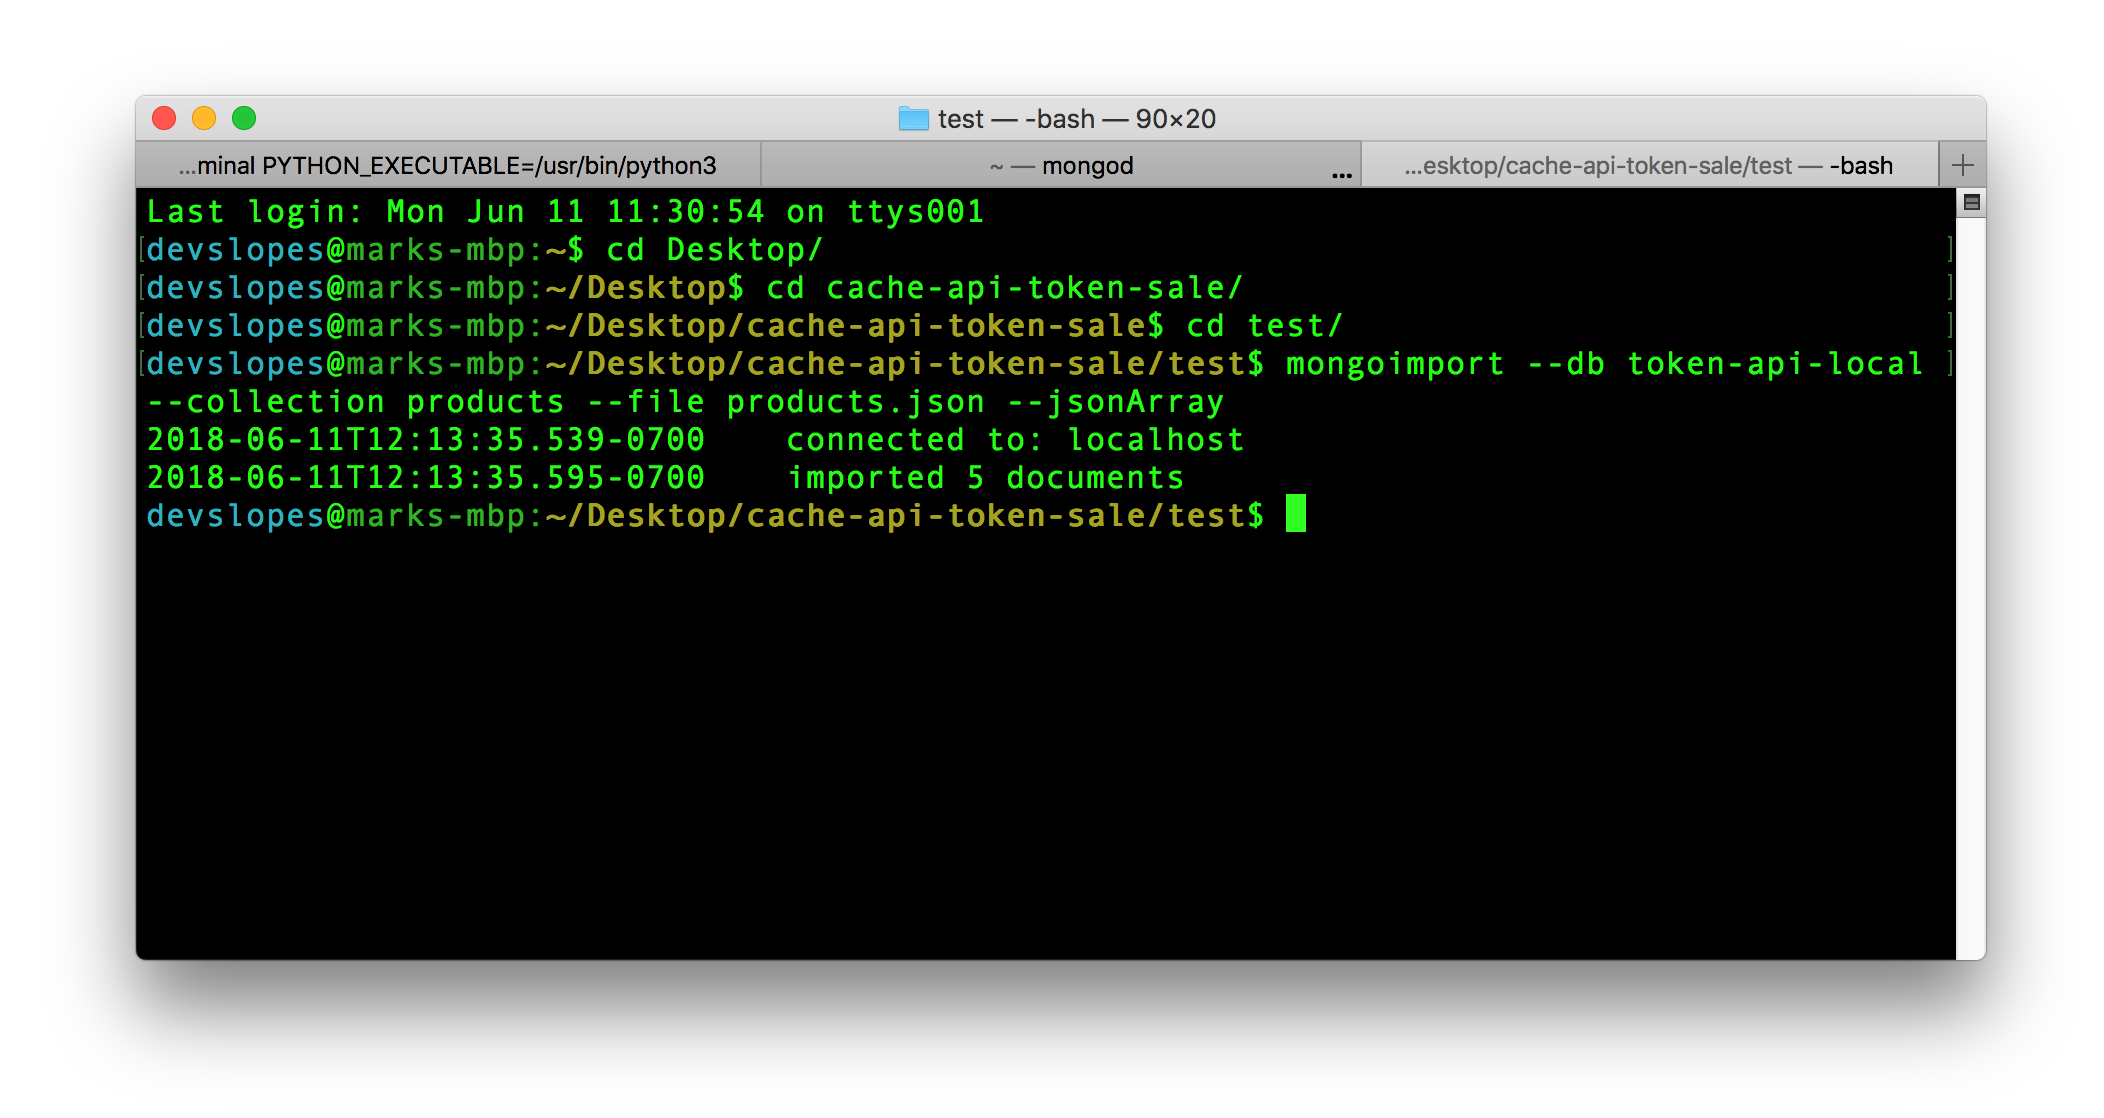 test — -bash — 90×20
...minal PYTHON_EXECUTABLE=/usr/bin/python3
~ — mongod ...
...esktop/cache-api-token-sale/test — -bash
Last login: Mon Jun 11 11:30:54 on ttys001
[devslopes@marks-mbp:~$ cd Desktop/ ]
[devslopes@marks-mbp:~/Desktop$ cd cache-api-token-sale/ ]
[devslopes@marks-mbp:~/Desktop/cache-api-token-sale$ cd test/ ]
[devslopes@marks-mbp:~/Desktop/cache-api-token-sale/test$ mongoimport --db token-api-local ]
--collection products --file products.json --jsonArray
2018-06-11T12:13:35.539-0700    connected to: localhost
2018-06-11T12:13:35.595-0700    imported 5 documents
devslopes@marks-mbp:~/Desktop/cache-api-token-sale/test$